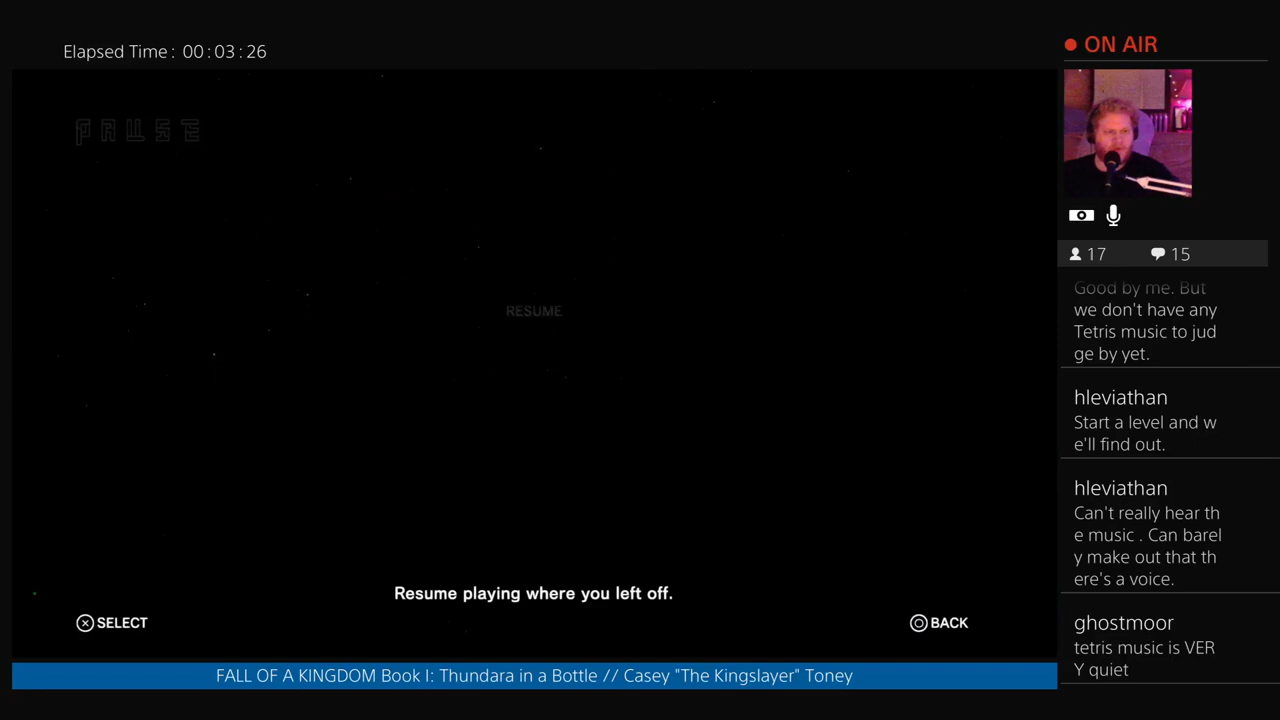 Elapsed Time : 00:03:26
ON AIR
PAUSE
17
15
Good by me. But
we don't have any
Tetris music to jud
ge by yet.
hleviathan
Start a level and w
e'll find out.
hleviathan
Can't really hear th
e music . Can barel
y make out that th
ere's a voice.
ghostmoor
tetris music is VER
Y quiet
RESUME
Resume playing where you left off.
SELECT
BACK
FALL OF A KINGDOM Book I: Thundara in a Bottle // Casey "The Kingslayer" Toney